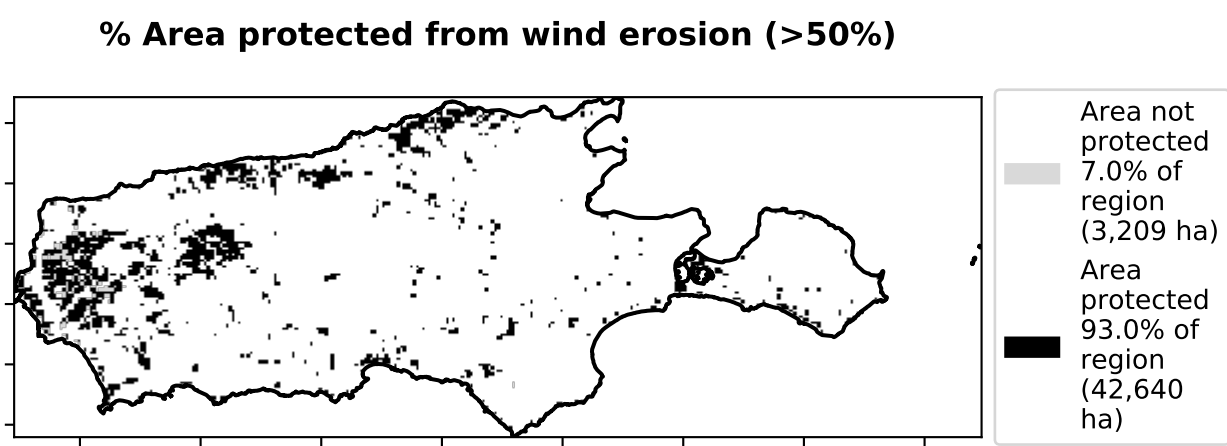 % Area protected from wind erosion (>50%)
Area not
protected
7.0% of
region
(3,209 ha)
Area
protected
93.0% of
region
(42,640
ha)